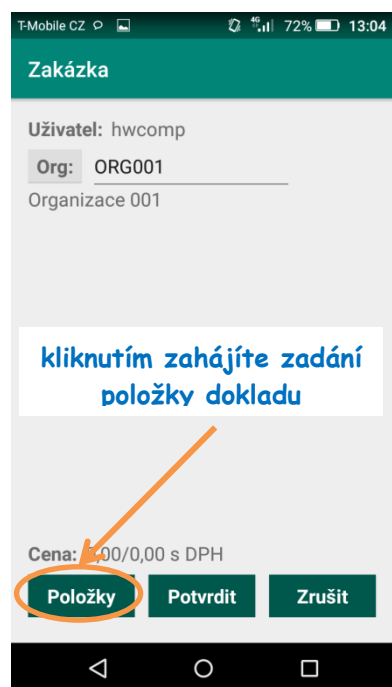 T-Mobile CZ 4G 72% 13:04
Zakázka
Uživatel: hwcomp
Org: ORG001
Organizace 001
kliknutím zahájíte zadání
položky dokladu
Cena: 0,00/0,00 s DPH
Položky Potvrdit Zrušit